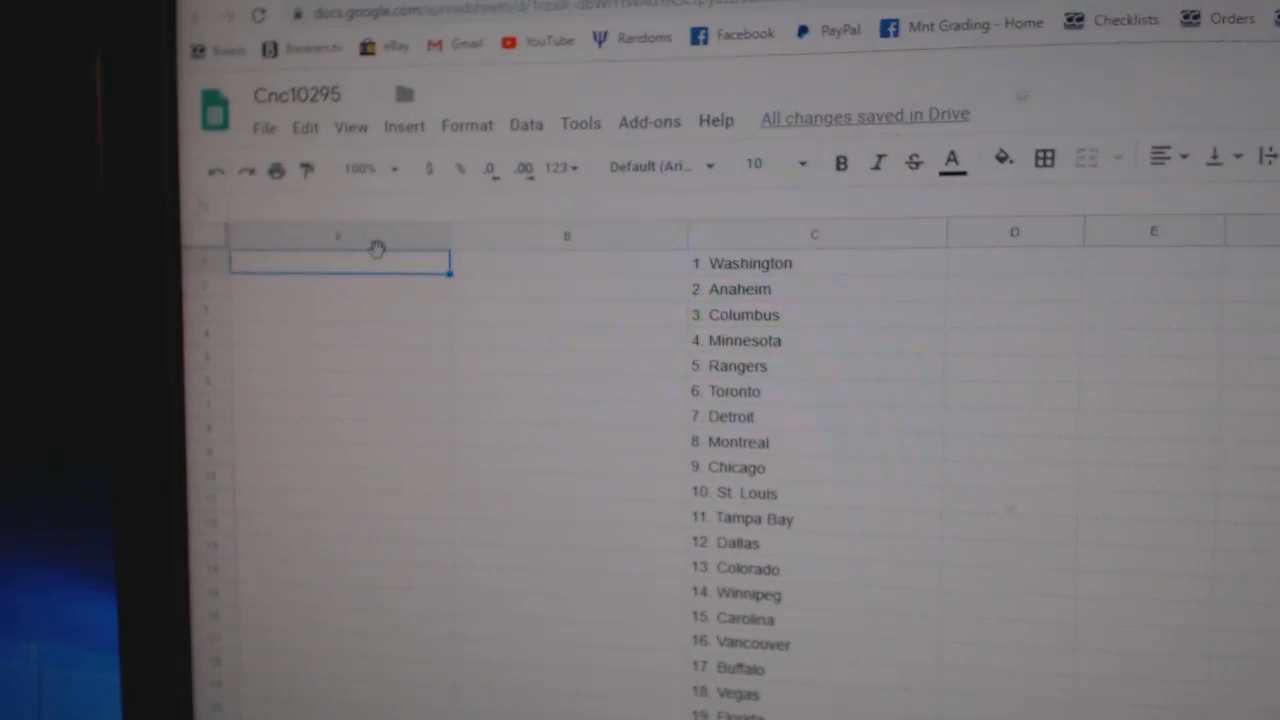 docs.google.com/spreadsheets/d/
eBay Gmail YouTube Randoms Facebook PayPal Mnt Grading - Home Checklists Orders
Cnc10295
File Edit View Insert Format Data Tools Add-ons Help All changes saved in Drive
100% $ % .0 .00 123 Default (Ari... 10 B I S A
A B C D E
1. Washington
2. Anaheim
3. Columbus
4. Minnesota
5. Rangers
6. Toronto
7. Detroit
8. Montreal
9. Chicago
10. St. Louis
11. Tampa Bay
12. Dallas
13. Colorado
14. Winnipeg
15. Carolina
16. Vancouver
17. Buffalo
18. Vegas
19. Florida